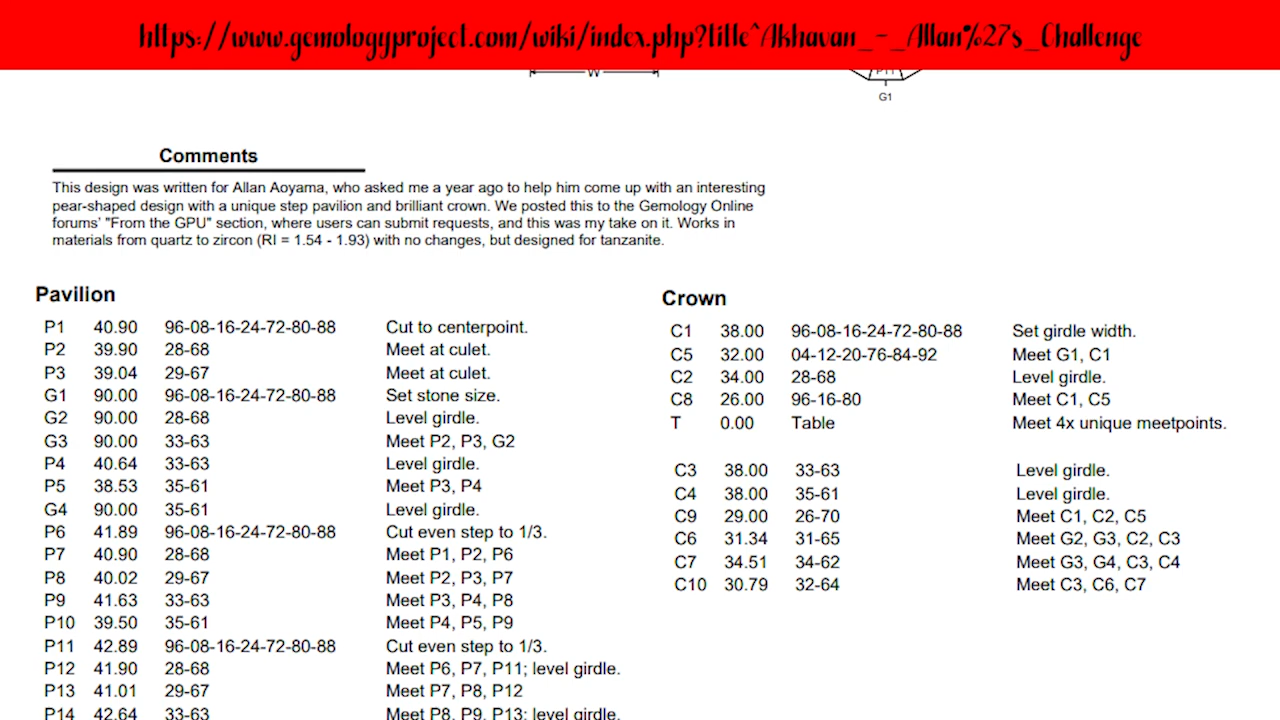 https://www.gemologyproject.com/wiki/index.php?title^Akhavan_-_Allan%27s_Challenge
W
P11
G1
Comments
This design was written for Allan Aoyama, who asked me a year ago to help him come up with an interesting
pear-shaped design with a unique step pavilion and brilliant crown. We posted this to the Gemology Online
forums' "From the GPU" section, where users can submit requests, and this was my take on it. Works in
materials from quartz to zircon (RI = 1.54 - 1.93) with no changes, but designed for tanzanite.
Pavilion
P1 40.90 96-08-16-24-72-80-88 Cut to centerpoint.
P2 39.90 28-68 Meet at culet.
P3 39.04 29-67 Meet at culet.
G1 90.00 96-08-16-24-72-80-88 Set stone size.
G2 90.00 28-68 Level girdle.
G3 90.00 33-63 Meet P2, P3, G2
P4 40.64 33-63 Level girdle.
P5 38.53 35-61 Meet P3, P4
G4 90.00 35-61 Level girdle.
P6 41.89 96-08-16-24-72-80-88 Cut even step to 1/3.
P7 40.90 28-68 Meet P1, P2, P6
P8 40.02 29-67 Meet P2, P3, P7
P9 41.63 33-63 Meet P3, P4, P8
P10 39.50 35-61 Meet P4, P5, P9
P11 42.89 96-08-16-24-72-80-88 Cut even step to 1/3.
P12 41.90 28-68 Meet P6, P7, P11; level girdle.
P13 41.01 29-67 Meet P7, P8, P12
P14 42.64 33-63 Meet P8, P9, P13; level girdle.
Crown
C1 38.00 96-08-16-24-72-80-88 Set girdle width.
C5 32.00 04-12-20-76-84-92 Meet G1, C1
C2 34.00 28-68 Level girdle.
C8 26.00 96-16-80 Meet C1, C5
T 0.00 Table Meet 4x unique meetpoints.
C3 38.00 33-63 Level girdle.
C4 38.00 35-61 Level girdle.
C9 29.00 26-70 Meet C1, C2, C5
C6 31.34 31-65 Meet G2, G3, C2, C3
C7 34.51 34-62 Meet G3, G4, C3, C4
C10 30.79 32-64 Meet C3, C6, C7